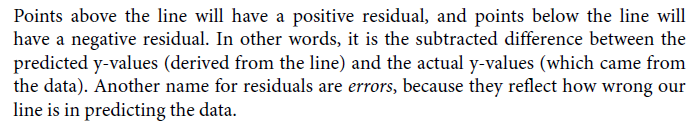 Points above the line will have a positive residual, and points below the line will
have a negative residual. In other words, it is the subtracted difference between the
predicted y-values (derived from the line) and the actual y-values (which came from
the data). Another name for residuals are errors, because they reflect how wrong our
line is in predicting the data.